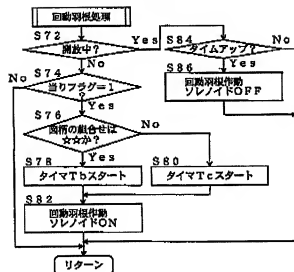 回動羽根処理
S72
開放中?
Yes
S84
タイムアップ?
No
No
S74
当りフラグ=1
?
No
Yes
S86
回動羽根作動
ソレノイドOFF
Yes
S76
図柄の組合せは
☆☆か?
No
Yes
S78
タイマTbスタート
S80
タイマTcスタート
S82
回動羽根作動
ソレノイドON
リターン